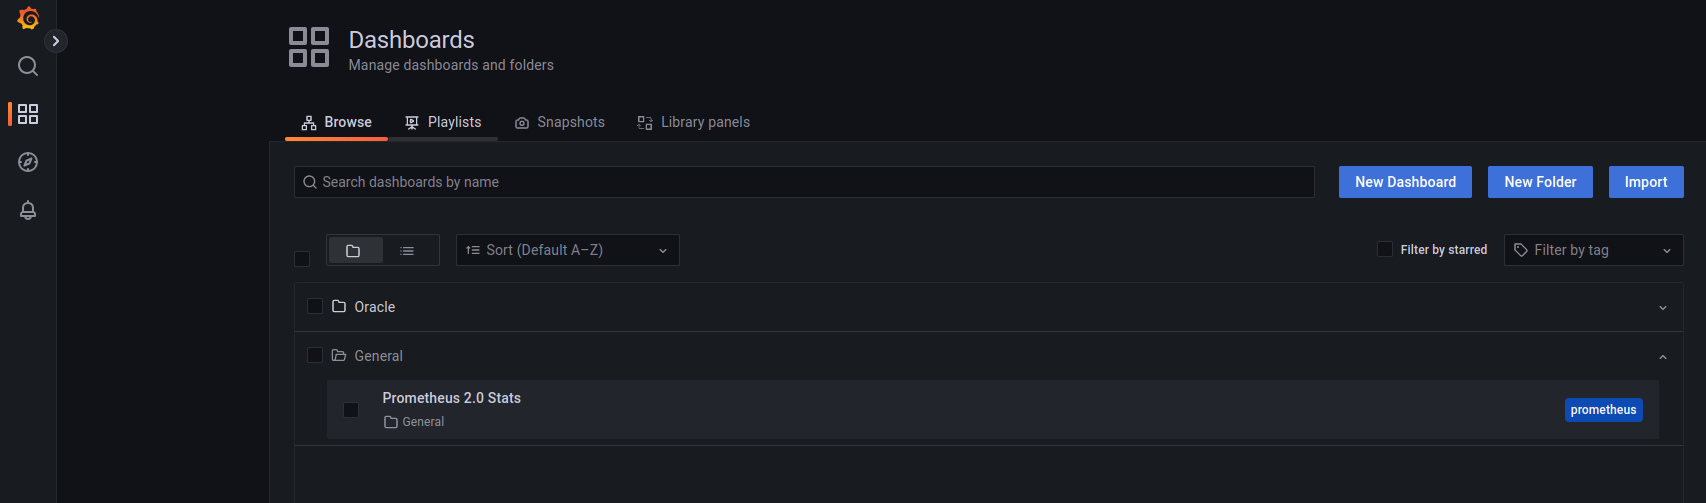 Dashboards
Manage dashboards and folders
Browse Playlists Snapshots Library panels
Search dashboards by name New Dashboard New Folder Import
Sort (Default A–Z) Filter by starred Filter by tag
Oracle
General
Prometheus 2.0 Stats
General
prometheus